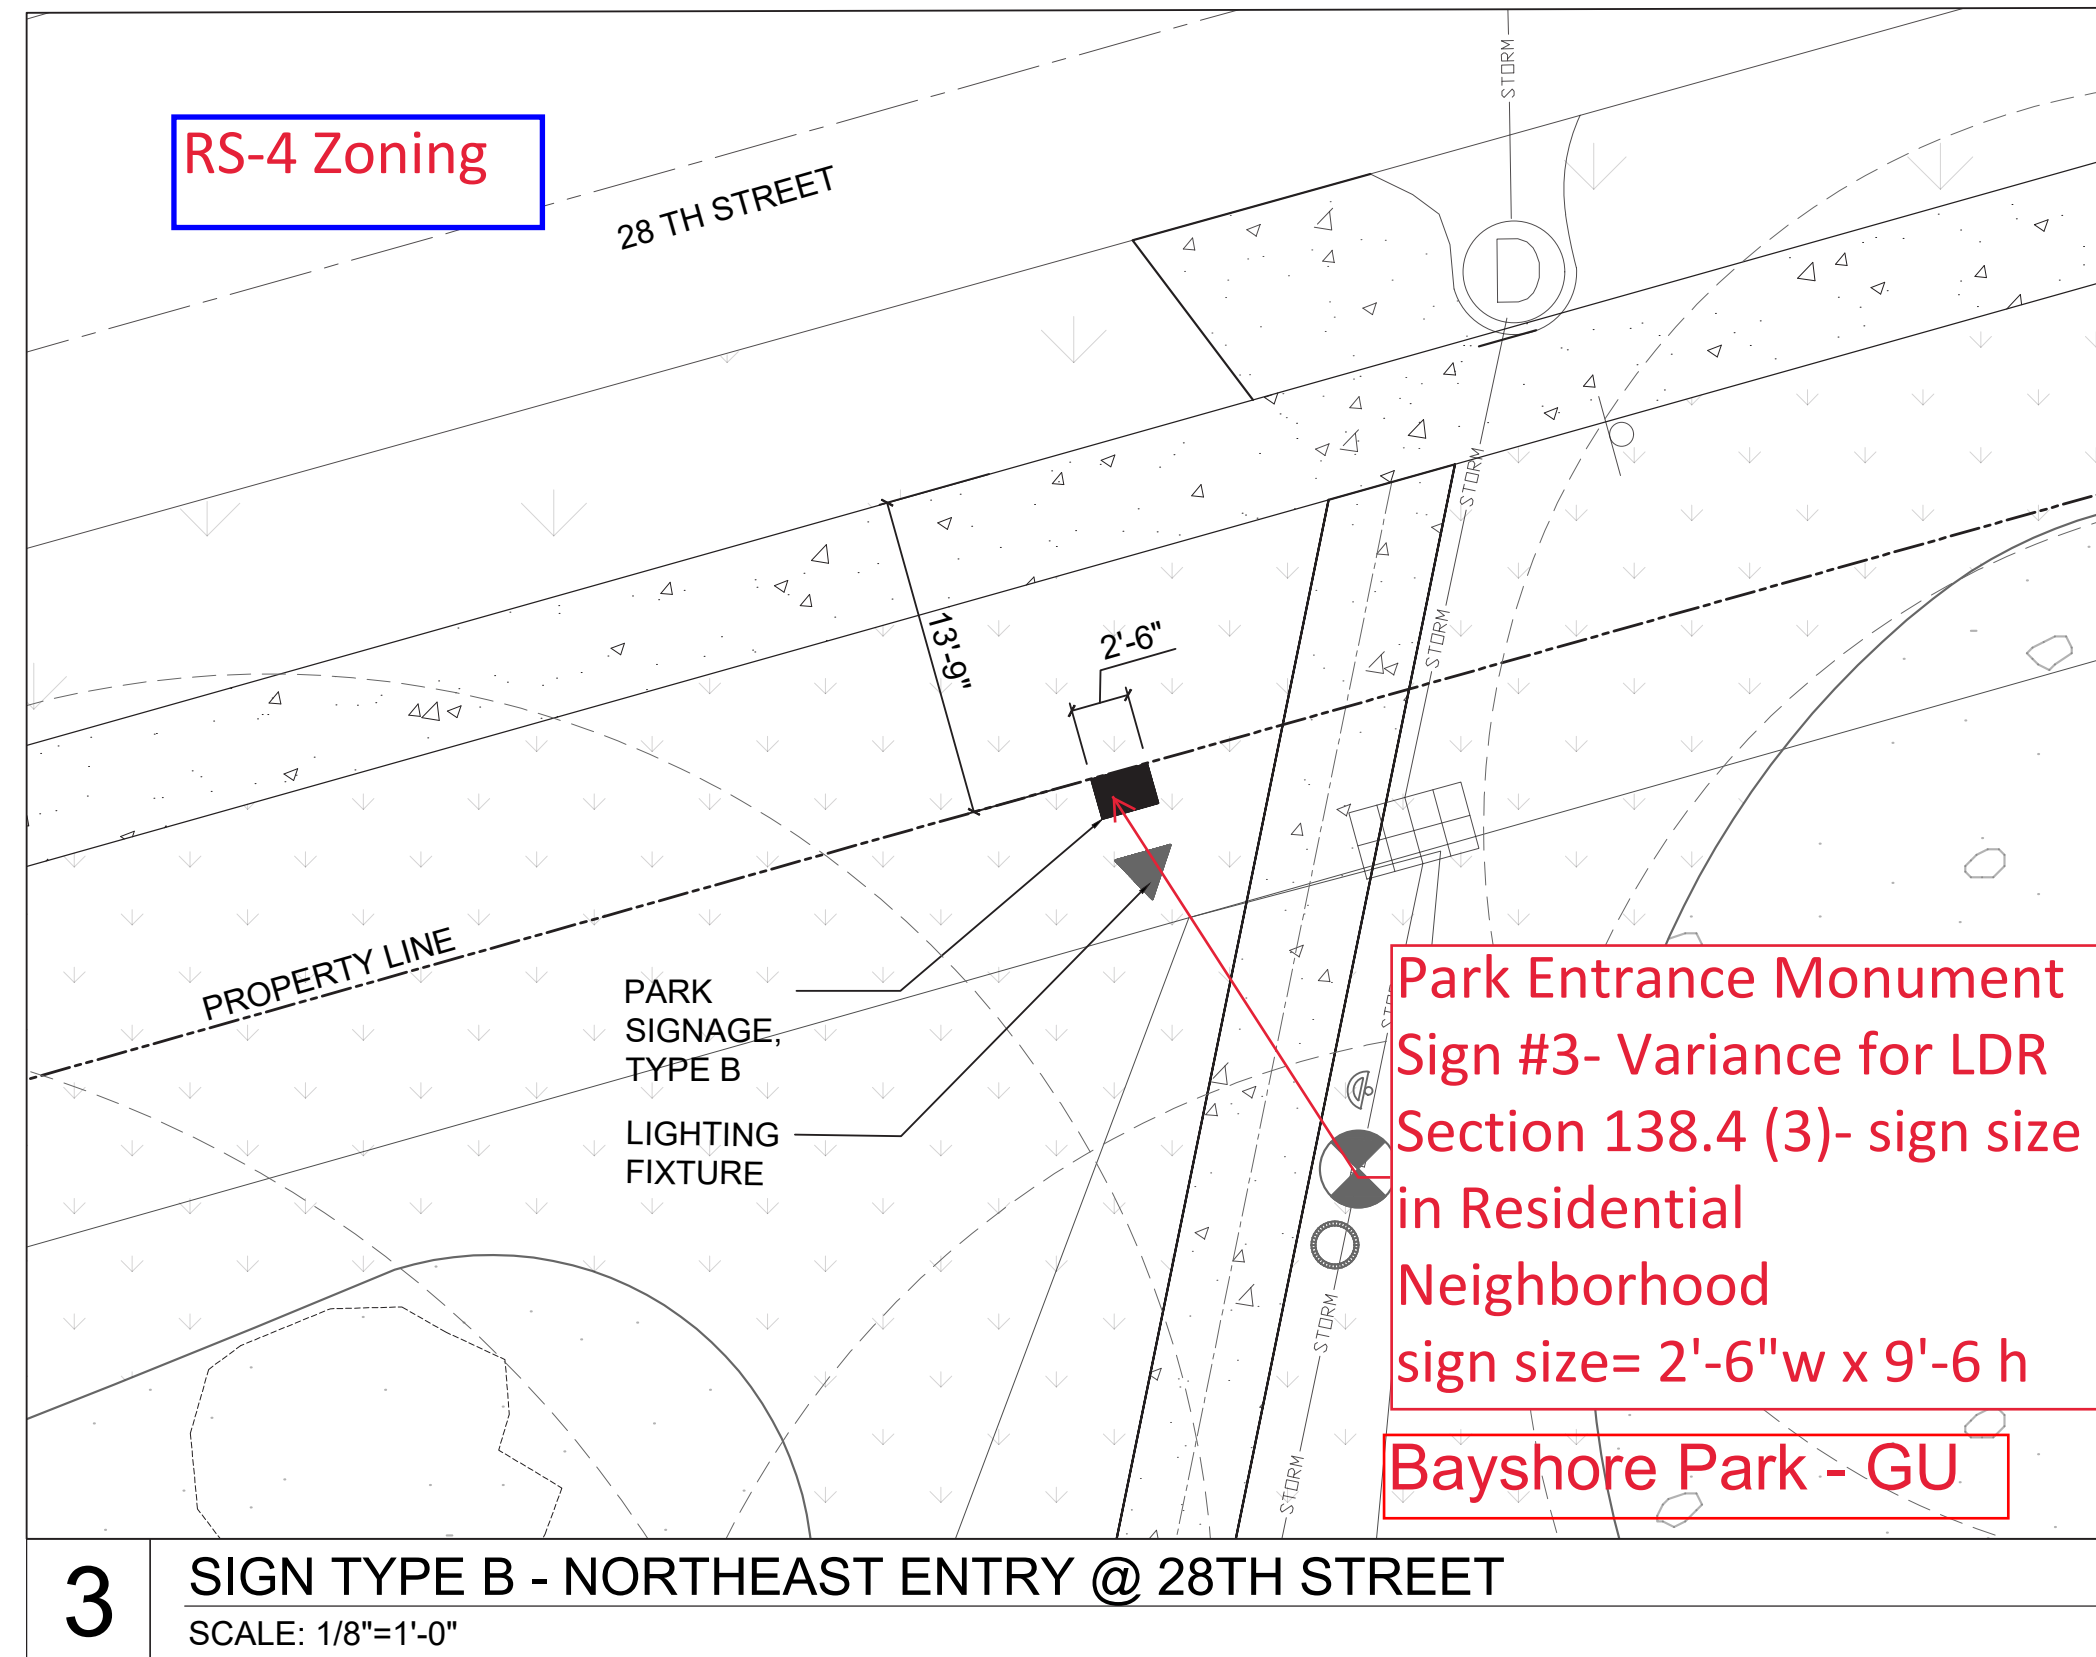 RS-4 Zoning
28 TH STREET
STORM
D
STORM
STORM
13'-9"
2'-6"
PROPERTY LINE
PARK
SIGNAGE,
TYPE B
LIGHTING
FIXTURE
Park Entrance Monument
Sign #3- Variance for LDR
Section 138.4 (3)- sign size
in Residential
Neighborhood
sign size= 2'-6"w x 9'-6 h
STORM
STORM
Bayshore Park - GU
3
SIGN TYPE B - NORTHEAST ENTRY @ 28TH STREET
SCALE: 1/8"=1'-0"